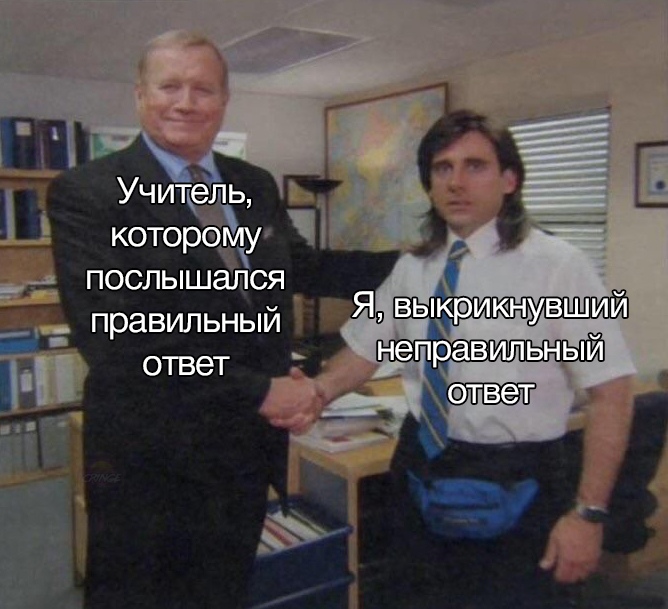 Учитель,
которому
послышался
правильный
ответ
Я, выкрикнувший
неправильный
ответ